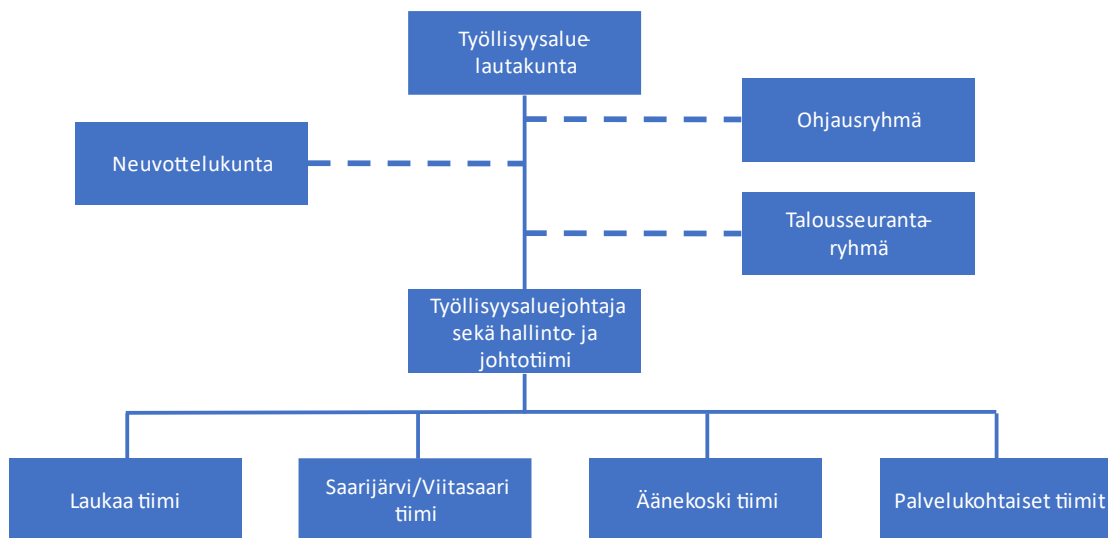 Työllisyysalue-
lautakunta
Ohjausryhmä
Neuvottelukunta
Talousseuranta-
ryhmä
Työllisyysaluejohtaja
sekä hallinto- ja
johtotiimi
Laukaa tiimi
Saarijärvi/Viitasaari
tiimi
Äänekoski tiimi
Palvelukohtaiset tiimit